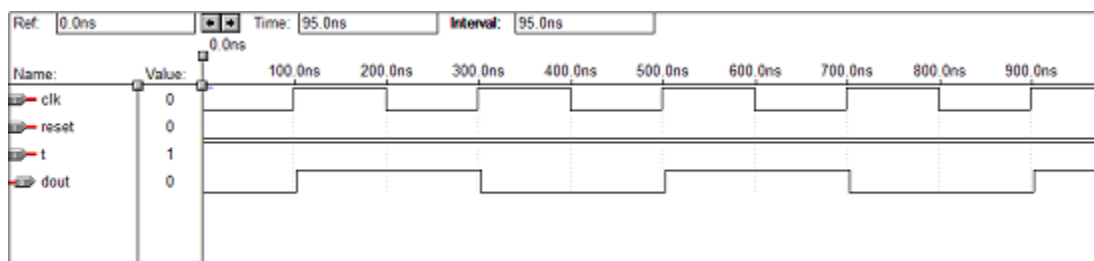 Ref: 0.0ns Time: 95.0ns Interval: 95.0ns
0.0ns
Name: Value: 100.0ns 200.0ns 300.0ns 400.0ns 500.0ns 600.0ns 700.0ns 800.0ns 900.0ns
clk 0
reset 0
t 1
dout 0